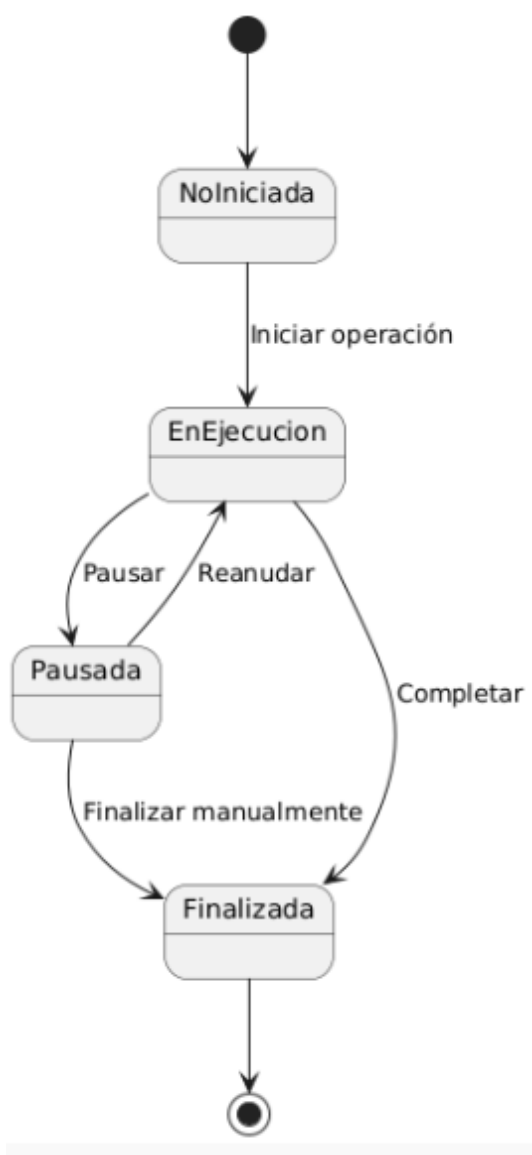 NoIniciada
Iniciar operación
EnEjecucion
Pausar
Reanudar
Pausada
Completar
Finalizar manualmente
Finalizada